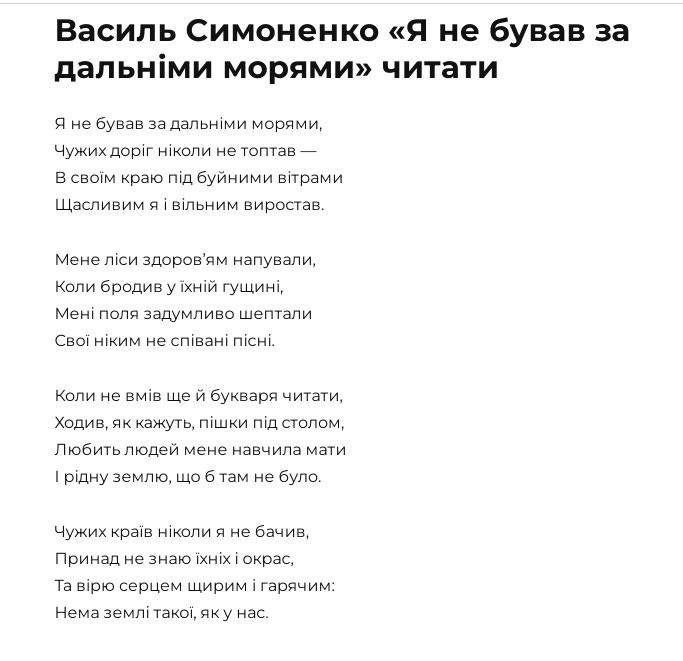 Василь Симоненко «Я не бував за
дальніми морями» читати
Я не бував за дальніми морями,
Чужих доріг ніколи не топтав —
В своїм краю під буйними вітрами
Щасливим я і вільним виростав.
Мене ліси здоров’ям напували,
Коли бродив у їхній гущині,
Мені поля задумливо шептали
Свої ніким не співані пісні.
Коли не вмів ще й букваря читати,
Ходив, як кажуть, пішки під столом,
Любить людей мене навчила мати
І рідну землю, що б там не було.
Чужих країв ніколи я не бачив,
Принад не знаю їхніх і окрас,
Та вірю серцем щирим і гарячим:
Нема землі такої, як у нас.